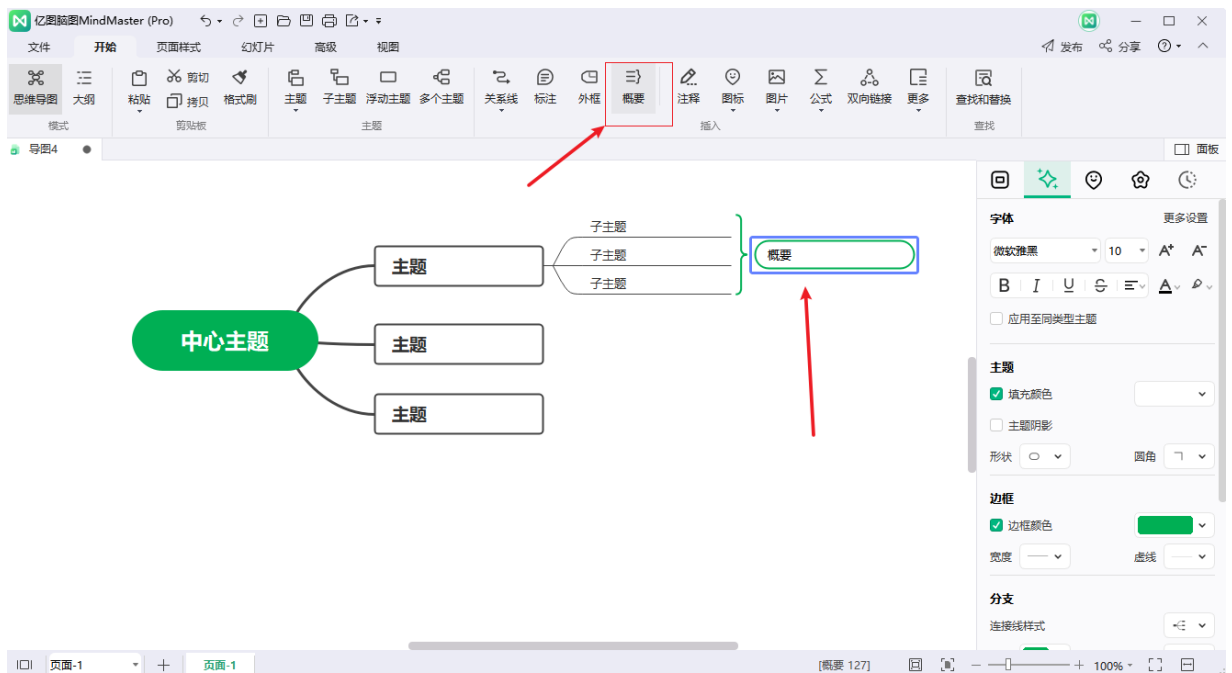 亿图脑图MindMaster (Pro)
文件 开始 页面样式 幻灯片 高级 视图 发布 分享
思维导图 大纲 粘贴 剪切 拷贝 格式刷 主题 子主题 浮动主题 多个主题 关系线 标注 外框 概要 注释 图标 图片 公式 双向链接 更多 查找和替换
模式 剪贴板 主题 插入 查找
导图4 面板
中心主题
主题
子主题
子主题
子主题
概要
主题
主题
字体 更多设置
微软雅黑 10 A+ A-
B I U S A
应用至同类型主题
主题
填充颜色
主题阴影
形状 圆角
边框
边框颜色
宽度 虚线
分支
连接线样式
页面-1 页面-1 [概要 127] 100%